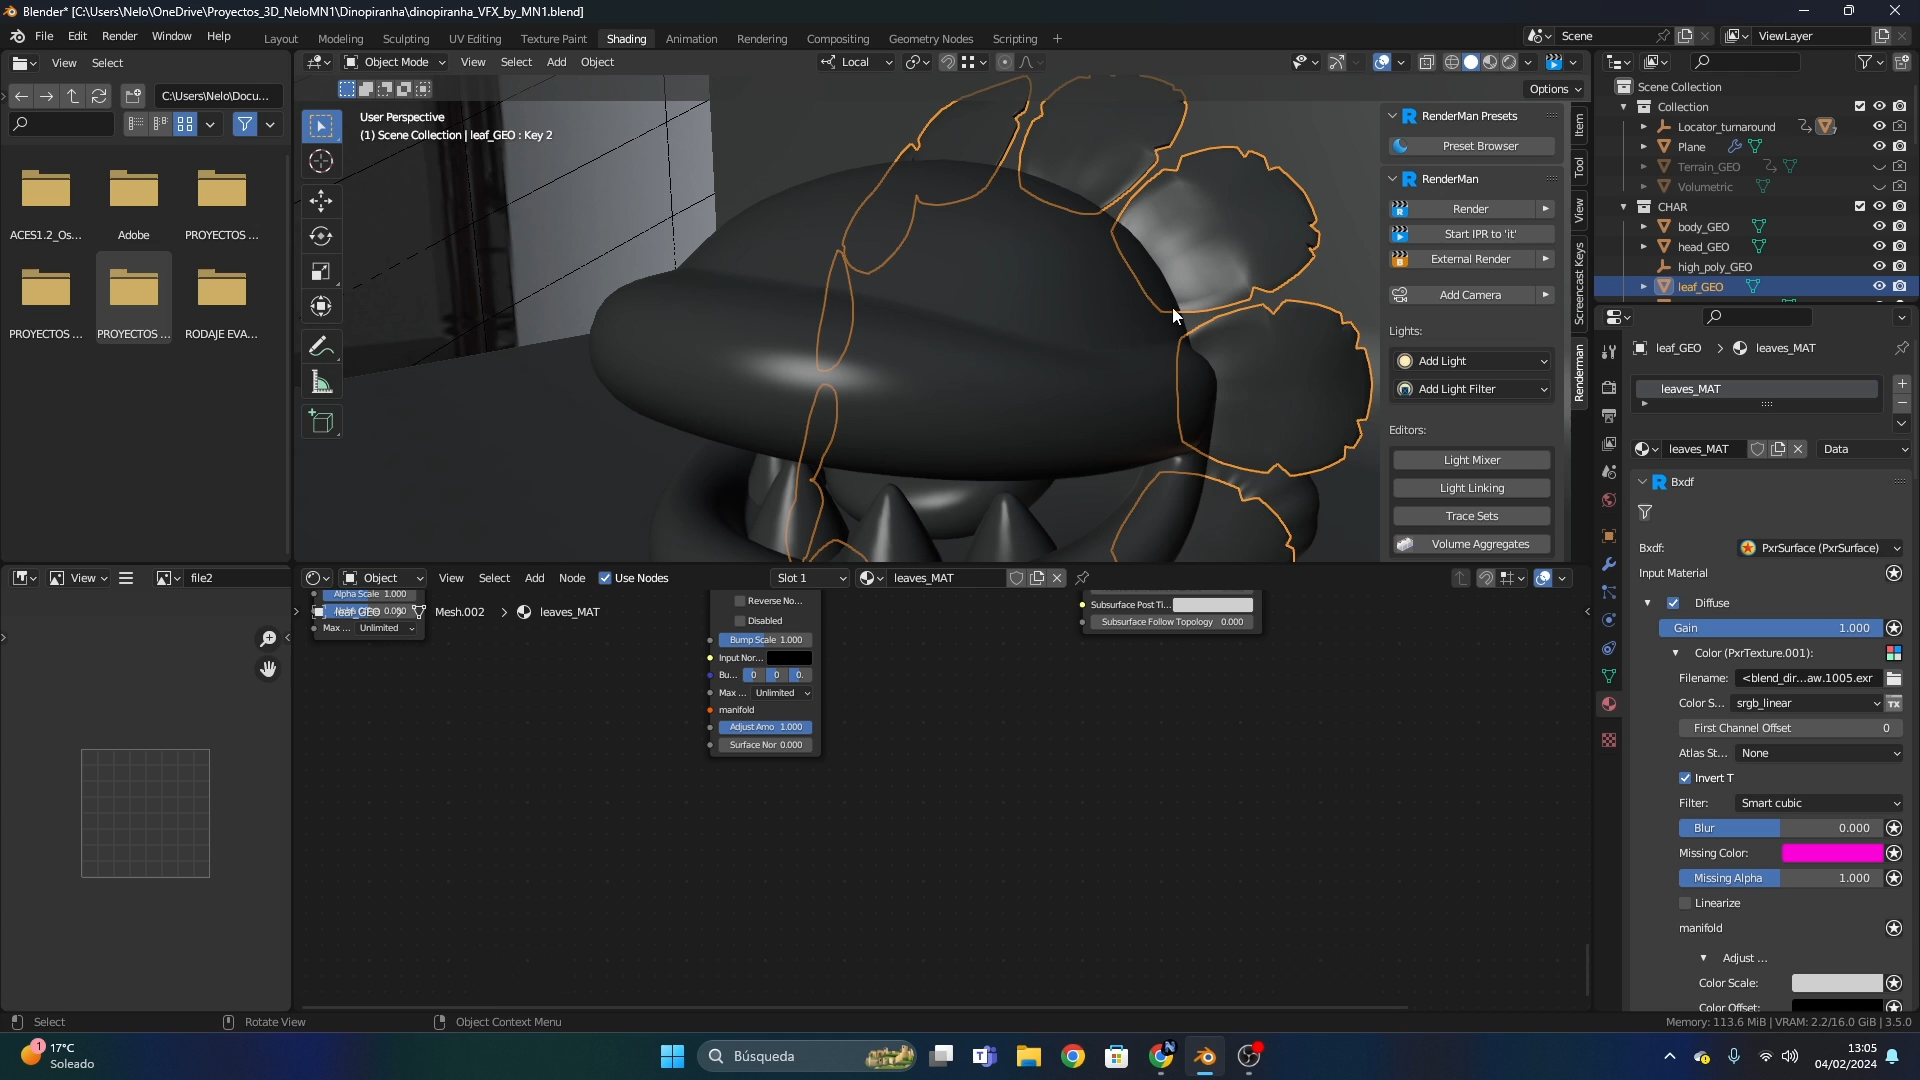 Blender* [C:\Users\Nelo\OneDrive\Proyectos_3D_NeloMN1\Dinopiranha\dinopiranha_VFX_by_MN1.blend]
File Edit Render Window Help
Layout Modeling Sculpting UV Editing Texture Paint Shading Animation Rendering Compositing Geometry Nodes Scripting +
Scene
ViewLayer
View Select
C:\Users\Nelo\Docu...
ACES1.2_Os...
Adobe
PROYECTOS ...
PROYECTOS ...
PROYECTOS ...
RODAJE EVA...
Object Mode View Select Add Object
Local
Options
User Perspective
(1) Scene Collection | leaf_GEO : Key 2
RenderMan Presets
Preset Browser
RenderMan
Render
Start IPR to 'it'
External Render
Add Camera
Lights:
Add Light
Add Light Filter
Editors:
Light Mixer
Light Linking
Trace Sets
Volume Aggregates
Item
Tool
View
Screencast Keys
Renderman
Scene Collection
Collection
Locator_turnaround
Plane
Terrain_GEO
Volumetric
CHAR
body_GEO
head_GEO
high_poly_GEO
leaf_GEO
leaf_GEO > leaves_MAT
leaves_MAT
leaves_MAT
Data
Bxdf
Bxdf: PxrSurface (PxrSurface)
Input Material
Diffuse
Gain 1.000
Color (PxrTexture.001):
Filename: <blend_dir...aw.1005.exr
Color S... srgb_linear
TX
First Channel Offset 0
Atlas St... None
Invert T
Filter: Smart cubic
Blur 0.000
Missing Color:
Missing Alpha 1.000
Linearize
manifold
Adjust ...
Color Scale:
Color Offset:
View
file2
Object View Select Add Node Use Nodes
Slot 1
leaves_MAT
Alpha Scale 1.000
leaf_GEO > Mesh.002 > leaves_MAT
Max ... Unlimited
Reverse No...
Disabled
Bump Scale 1.000
Input Nor...
Bu... 0 0 0.
Max ... Unlimited
manifold
Adjust Amo 1.000
Surface Nor 0.000
Subsurface Post Ti...
Subsurface Follow Topology 0.000
Select
Rotate View
Object Context Menu
Memory: 113.6 MiB | VRAM: 2.2/16.0 GiB | 3.5.0
1
17°C
Soleado
Búsqueda
13:05
04/02/2024